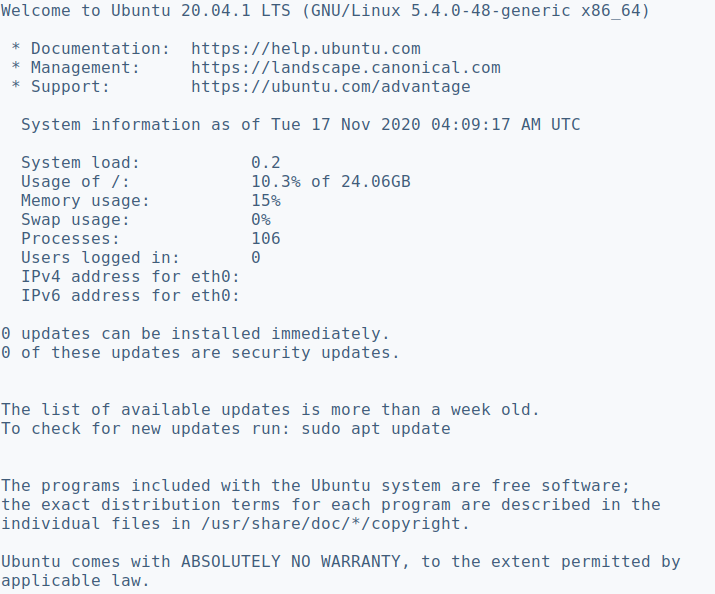 Welcome to Ubuntu 20.04.1 LTS (GNU/Linux 5.4.0-48-generic x86_64)
* Documentation: https://help.ubuntu.com
* Management: https://landscape.canonical.com
* Support: https://ubuntu.com/advantage
System information as of Tue 17 Nov 2020 04:09:17 AM UTC
System load: 0.2
Usage of /: 10.3% of 24.06GB
Memory usage: 15%
Swap usage: 0%
Processes: 106
Users logged in: 0
IPv4 address for eth0:
IPv6 address for eth0:
0 updates can be installed immediately.
0 of these updates are security updates.
The list of available updates is more than a week old.
To check for new updates run: sudo apt update
The programs included with the Ubuntu system are free software;
the exact distribution terms for each program are described in the
individual files in /usr/share/doc/*/copyright.
Ubuntu comes with ABSOLUTELY NO WARRANTY, to the extent permitted by
applicable law.